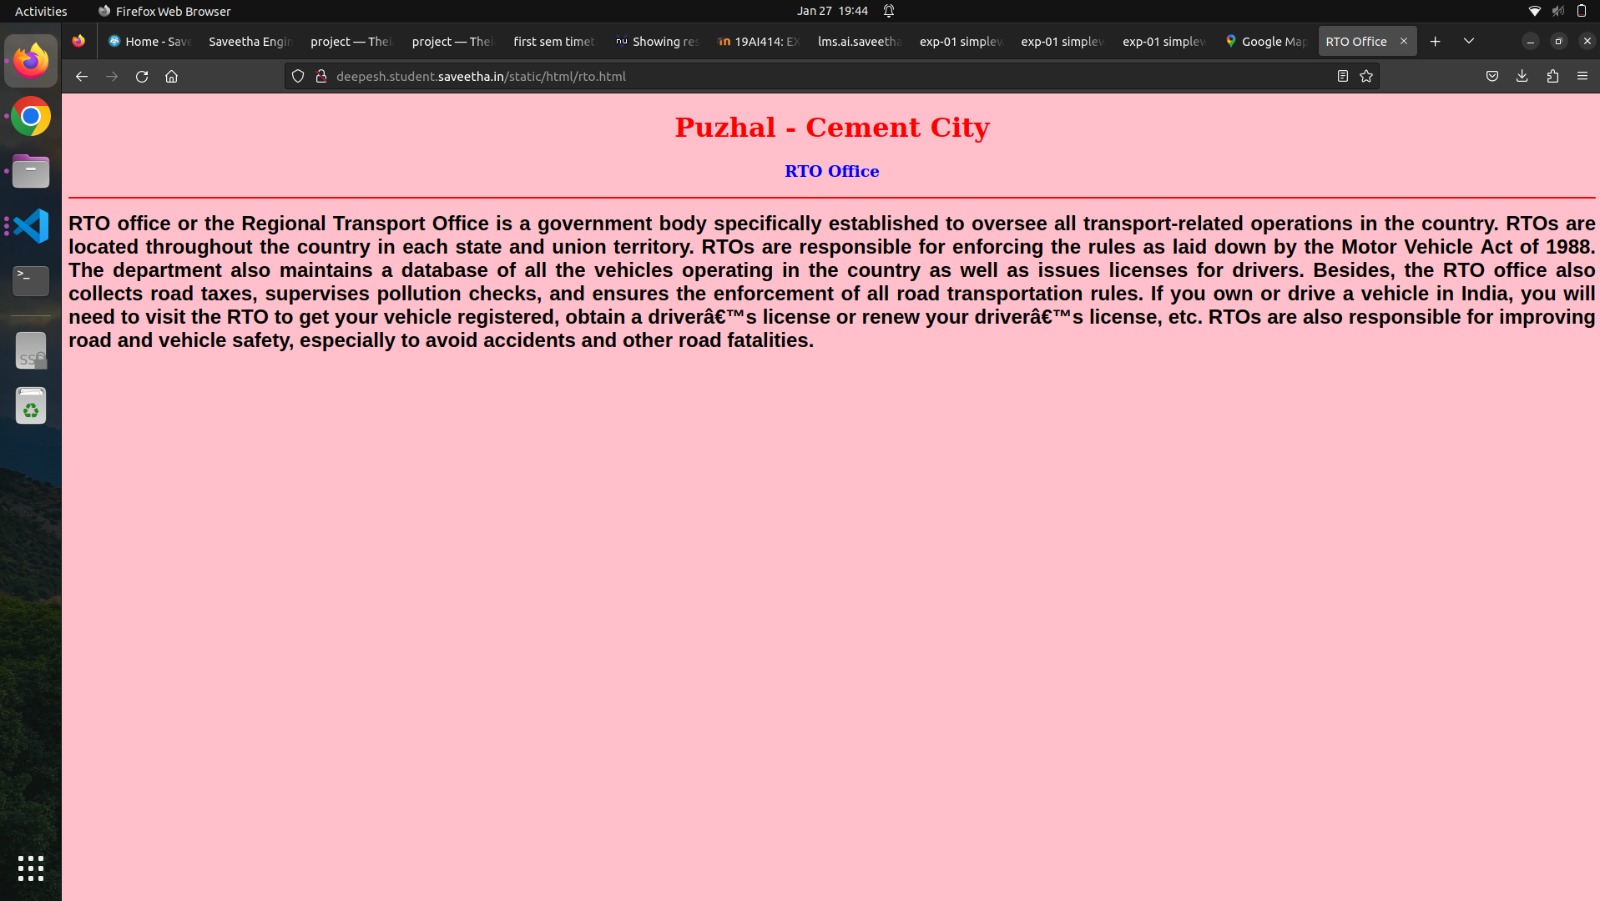 Activities Firefox Web Browser Jan 27 19:44
Home - Save Saveetha Engin project — Thei project — Thei first sem timet Showing res 19AI414: EX lms.ai.saveetha exp-01 simplew exp-01 simplew exp-01 simplew Google Map RTO Office
deepesh.student.saveetha.in/static/html/rto.html
Puzhal - Cement City
RTO Office
RTO office or the Regional Transport Office is a government body specifically established to oversee all transport-related operations in the country. RTOs are
located throughout the country in each state and union territory. RTOs are responsible for enforcing the rules as laid down by the Motor Vehicle Act of 1988.
The department also maintains a database of all the vehicles operating in the country as well as issues licenses for drivers. Besides, the RTO office also
collects road taxes, supervises pollution checks, and ensures the enforcement of all road transportation rules. If you own or drive a vehicle in India, you will
need to visit the RTO to get your vehicle registered, obtain a driverâ€™s license or renew your driverâ€™s license, etc. RTOs are also responsible for improving
road and vehicle safety, especially to avoid accidents and other road fatalities.